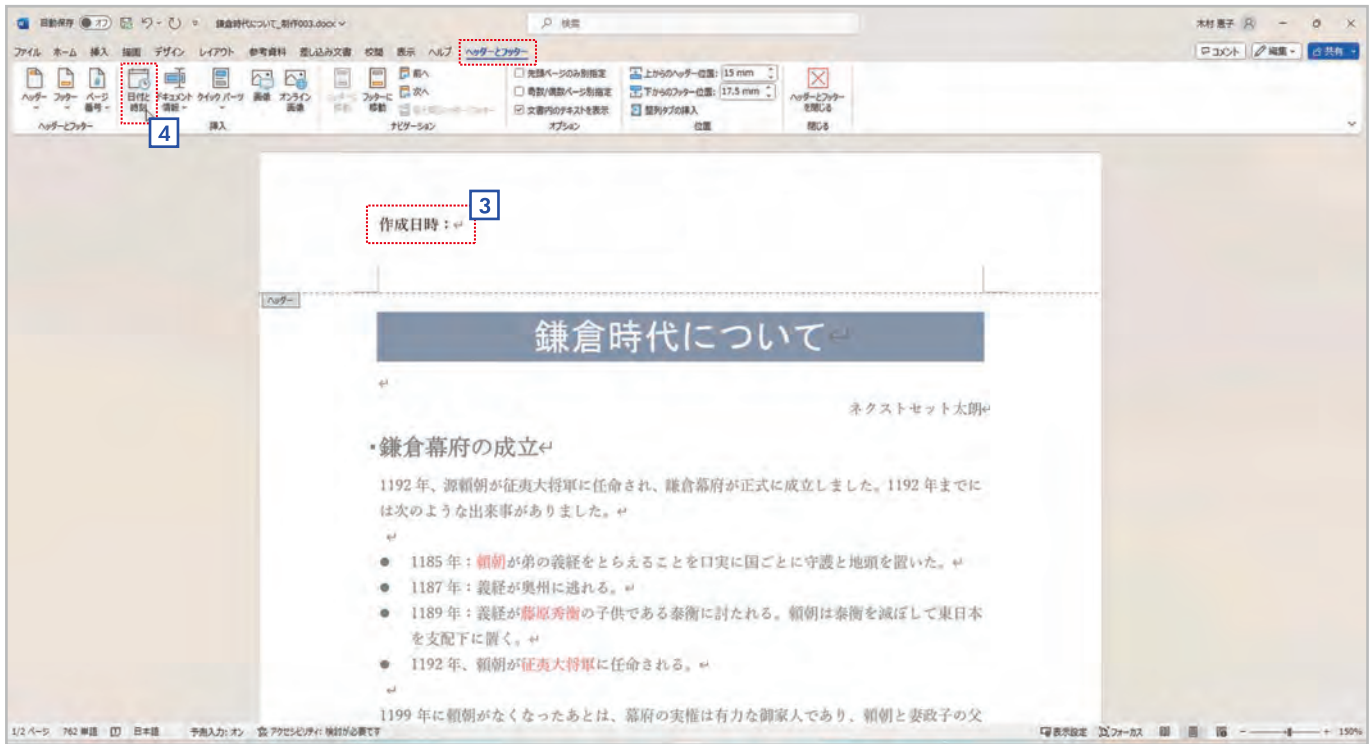 自動保存 オフ 鎌倉時代について_制作003.docx 検索 木村 恵子
ファイル ホーム 挿入 描画 デザイン レイアウト 参考資料 差し込み文書 校閲 表示 ヘルプ ヘッダーとフッター コメント 編集 共有
ヘッダー フッター ページ番号 日付と時刻 ドキュメント情報 クイック パーツ 画像 オンライン画像 フッターに移動 前へ 次へ
先頭ページのみ別指定 奇数/偶数ページ別指定 文書内のテキストを表示
上からのヘッダー位置: 15 mm
下からのフッター位置: 17.5 mm
整列タブの挿入
ヘッダーとフッターを閉じる
ヘッダーとフッター 挿入 ナビゲーション オプション 位置 閉じる
4
3
作成日時：
ヘッダー
鎌倉時代について
ネクストセット太朗
鎌倉幕府の成立
1192 年、源頼朝が征夷大将軍に任命され、鎌倉幕府が正式に成立しました。1192 年までに
は次のような出来事がありました。
● 1185 年：頼朝が弟の義経をとらえることを口実に国ごとに守護と地頭を置いた。
● 1187 年：義経が奥州に逃れる。
● 1189 年：義経が藤原秀衡の子供である泰衡に討たれる。頼朝は泰衡を滅ぼして東日本
を支配下に置く。
● 1192 年、頼朝が征夷大将軍に任命される。
1199 年に頼朝がなくなったあとは、幕府の実権は有力な御家人であり、頼朝と妻政子の父
1/2 ページ 762 単語 日本語 予測入力: オン アクセシビリティ: 検討が必要です 表示設定 フォーカス 150%